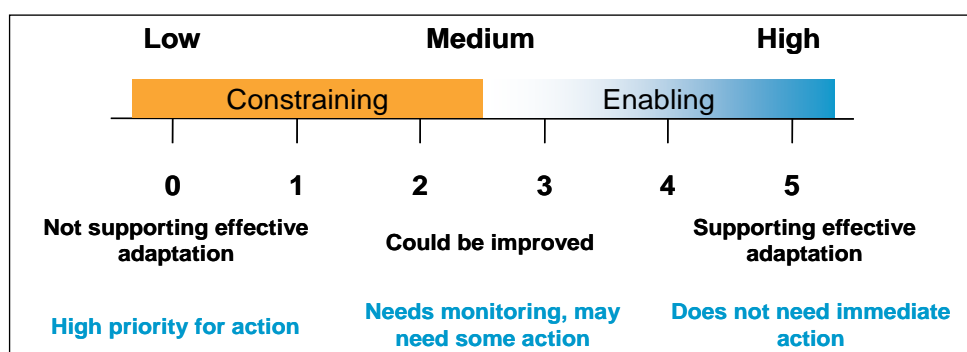 Low Medium High
Constraining Enabling
0 1 2 3 4 5
Not supporting effective
adaptation
Could be improved
Supporting effective
adaptation
High priority for action
Needs monitoring, may
need some action
Does not need immediate
action